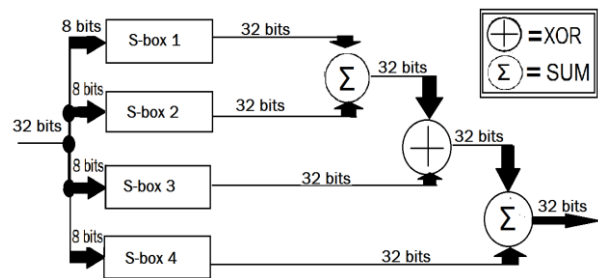 8 bits
S-box 1
32 bits
Σ
32 bits
=XOR
Σ =SUM
8 bits
S-box 2
32 bits
32 bits
32 bits
8 bits
S-box 3
32 bits
Σ
32 bits
8 bits
S-box 4
32 bits